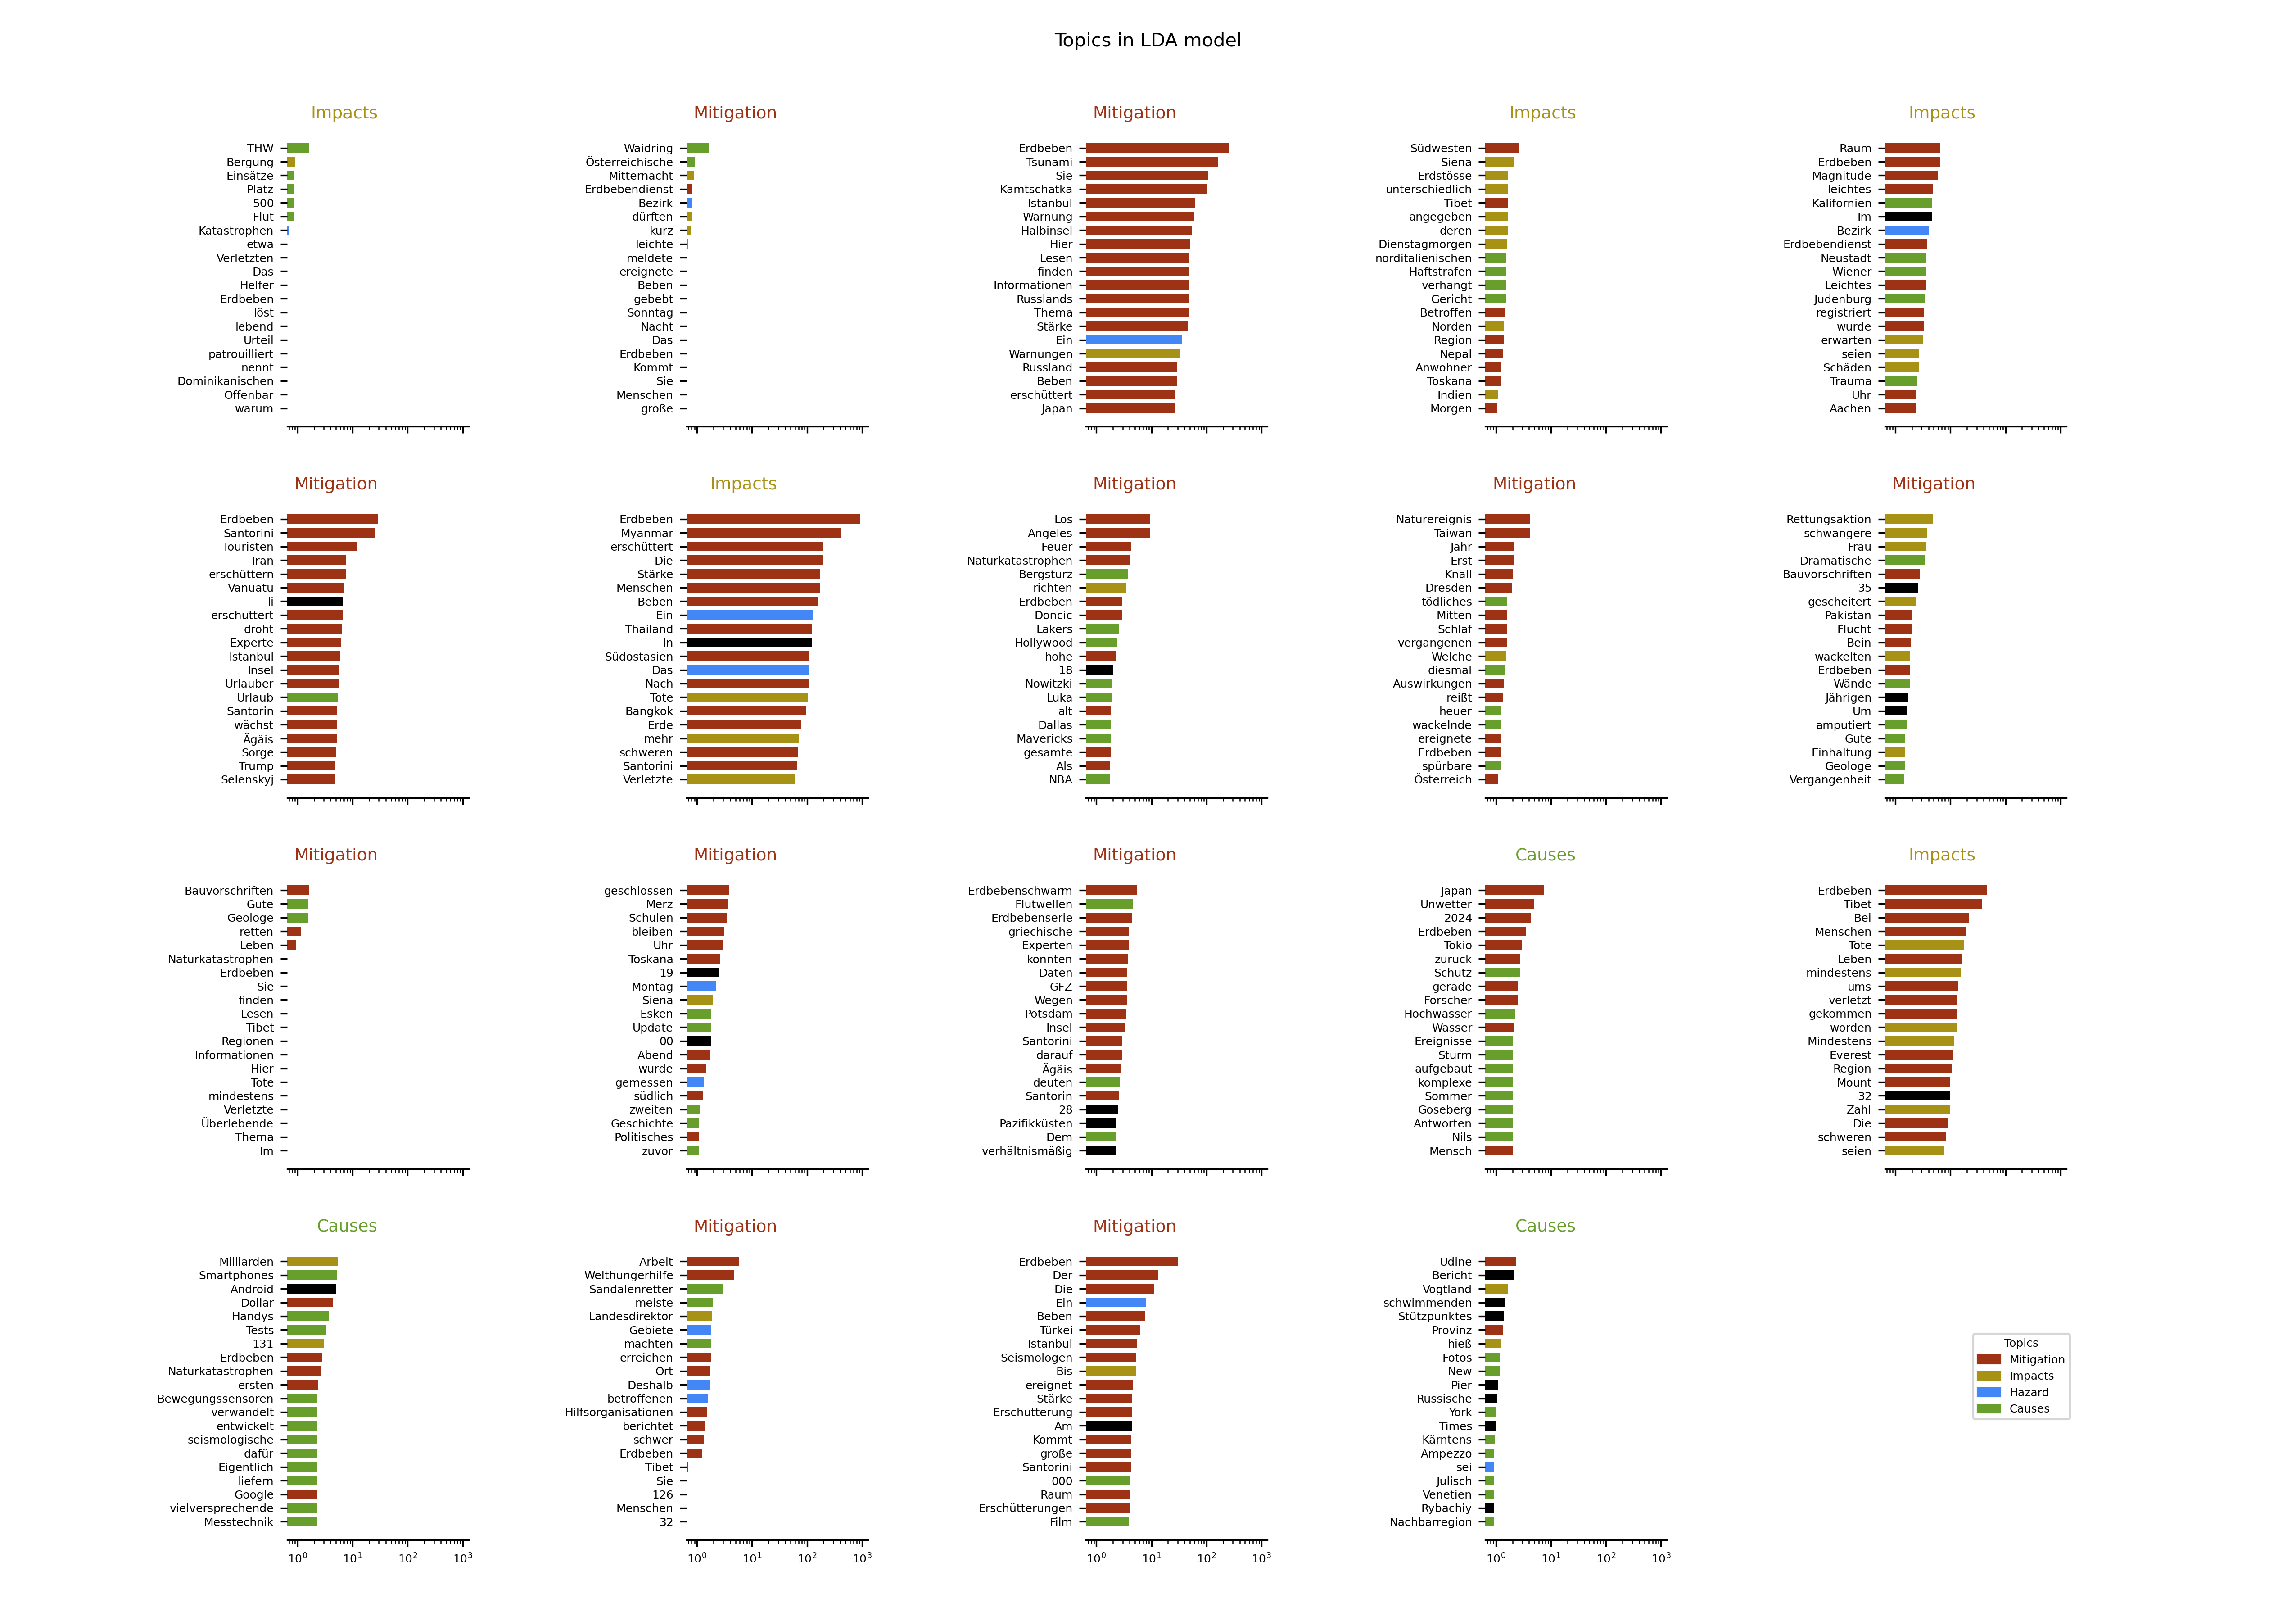 Topics in LDA model
Impacts
THW
Bergung
Einsätze
Platz
500
Flut
Katastrophen
etwa
Verletzten
Das
Helfer
Erdbeben
löst
lebend
Urteil
patrouilliert
nennt
Dominikanischen
Offenbar
warum
Mitigation
Waidring
Österreichische
Mitternacht
Erdbebendienst
Bezirk
dürften
kurz
leichte
meldete
ereignete
Beben
gebebt
Sonntag
Nacht
Das
Erdbeben
Kommt
Sie
Menschen
große
Mitigation
Erdbeben
Tsunami
Sie
Kamtschatka
Istanbul
Warnung
Halbinsel
Hier
Lesen
finden
Informationen
Russlands
Thema
Stärke
Ein
Warnungen
Russland
Beben
erschüttert
Japan
Impacts
Südwesten
Siena
Erdstösse
unterschiedlich
Tibet
angegeben
deren
Dienstagmorgen
norditalienischen
Haftstrafen
verhängt
Gericht
Betroffen
Norden
Region
Nepal
Anwohner
Toskana
Indien
Morgen
Impacts
Raum
Erdbeben
Magnitude
leichtes
Kalifornien
Im
Bezirk
Erdbebendienst
Neustadt
Wiener
Leichtes
Judenburg
registriert
wurde
erwarten
seien
Schäden
Trauma
Uhr
Aachen
Mitigation
Erdbeben
Santorini
Touristen
Iran
erschüttern
Vanuatu
li
erschüttert
droht
Experte
Istanbul
Insel
Urlauber
Urlaub
Santorin
wächst
Ägäis
Sorge
Trump
Selenskyj
Impacts
Erdbeben
Myanmar
erschüttert
Die
Stärke
Menschen
Beben
Ein
Thailand
In
Südostasien
Das
Nach
Tote
Bangkok
Erde
mehr
schweren
Santorini
Verletzte
Mitigation
Los
Angeles
Feuer
Naturkatastrophen
Bergsturz
richten
Erdbeben
Doncic
Lakers
Hollywood
hohe
18
Nowitzki
Luka
alt
Dallas
Mavericks
gesamte
Als
NBA
Mitigation
Naturereignis
Taiwan
Jahr
Erst
Knall
Dresden
tödliches
Mitten
Schlaf
vergangenen
Welche
diesmal
Auswirkungen
reißt
heuer
wackelnde
ereignete
Erdbeben
spürbare
Österreich
Mitigation
Rettungsaktion
schwangere
Frau
Dramatische
Bauvorschriften
35
gescheitert
Pakistan
Flucht
Bein
wackelten
Erdbeben
Wände
Jährigen
Um
amputiert
Gute
Einhaltung
Geologe
Vergangenheit
Mitigation
Bauvorschriften
Gute
Geologe
retten
Leben
Naturkatastrophen
Erdbeben
Sie
finden
Lesen
Tibet
Regionen
Informationen
Hier
Tote
mindestens
Verletzte
Überlebende
Thema
Im
Mitigation
geschlossen
Merz
Schulen
bleiben
Uhr
Toskana
19
Montag
Siena
Esken
Update
00
Abend
wurde
gemessen
südlich
zweiten
Geschichte
Politisches
zuvor
Mitigation
Erdbebenschwarm
Flutwellen
Erdbebenserie
griechische
Experten
könnten
Daten
GFZ
Wegen
Potsdam
Insel
Santorini
darauf
Ägäis
deuten
Santorin
28
Pazifikküsten
Dem
verhältnismäßig
Causes
Japan
Unwetter
2024
Erdbeben
Tokio
zurück
Schutz
gerade
Forscher
Hochwasser
Wasser
Ereignisse
Sturm
aufgebaut
komplexe
Sommer
Goseberg
Antworten
Nils
Mensch
Impacts
Erdbeben
Tibet
Bei
Menschen
Tote
Leben
mindestens
ums
verletzt
gekommen
worden
Mindestens
Everest
Region
Mount
32
Zahl
Die
schweren
seien
Causes
Milliarden
Smartphones
Android
Dollar
Handys
Tests
131
Erdbeben
Naturkatastrophen
ersten
Bewegungssensoren
verwandelt
entwickelt
seismologische
dafür
Eigentlich
liefern
Google
vielversprechende
Messtechnik
10⁰ 10¹ 10² 10³
Mitigation
Arbeit
Welthungerhilfe
Sandalenretter
meiste
Landesdirektor
Gebiete
machten
erreichen
Ort
Deshalb
betroffenen
Hilfsorganisationen
berichtet
schwer
Erdbeben
Tibet
Sie
126
Menschen
32
10⁰ 10¹ 10² 10³
Mitigation
Erdbeben
Der
Die
Ein
Beben
Türkei
Istanbul
Seismologen
Bis
ereignet
Stärke
Erschütterung
Am
Kommt
große
Santorini
000
Raum
Erschütterungen
Film
10⁰ 10¹ 10² 10³
Causes
Udine
Bericht
Vogtland
schwimmenden
Stützpunktes
Provinz
hieß
Fotos
New
Pier
Russische
York
Times
Kärntens
Ampezzo
sei
Julisch
Venetien
Rybachiy
Nachbarregion
10⁰ 10¹ 10² 10³
Topics
Mitigation
Impacts
Hazard
Causes